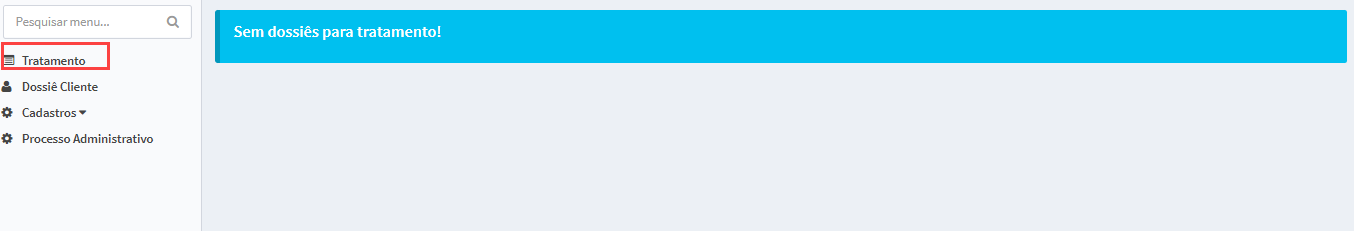 Pesquisar menu...
Tratamento
Dossiê Cliente
Cadastros
Processo Administrativo
Sem dossiês para tratamento!